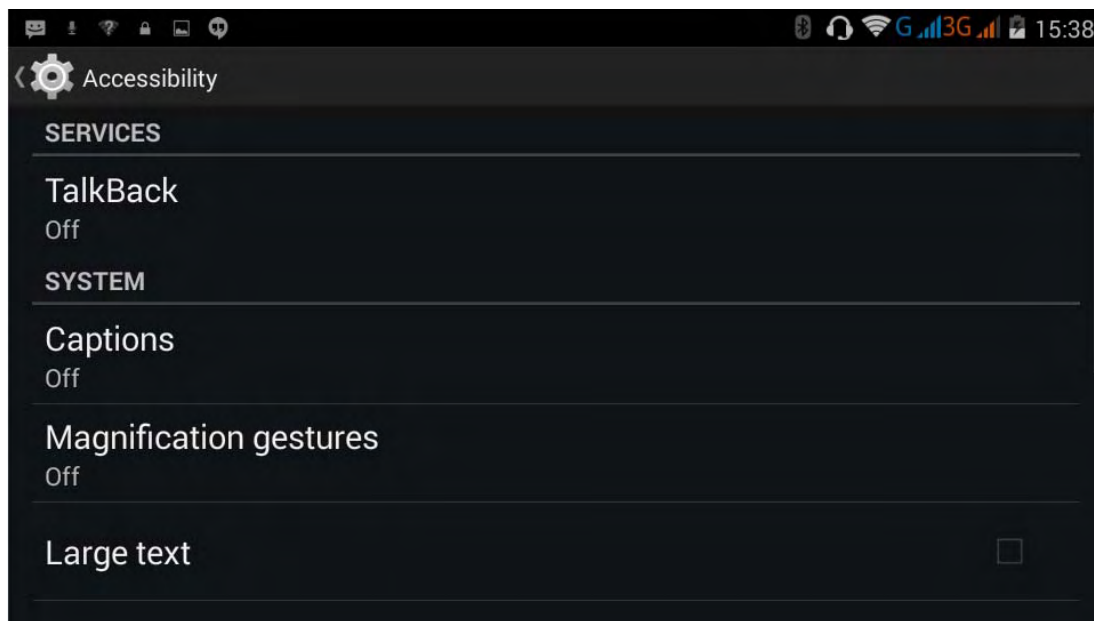 G 3G 15:38
Accessibility
SERVICES
TalkBack
Off
SYSTEM
Captions
Off
Magnification gestures
Off
Large text